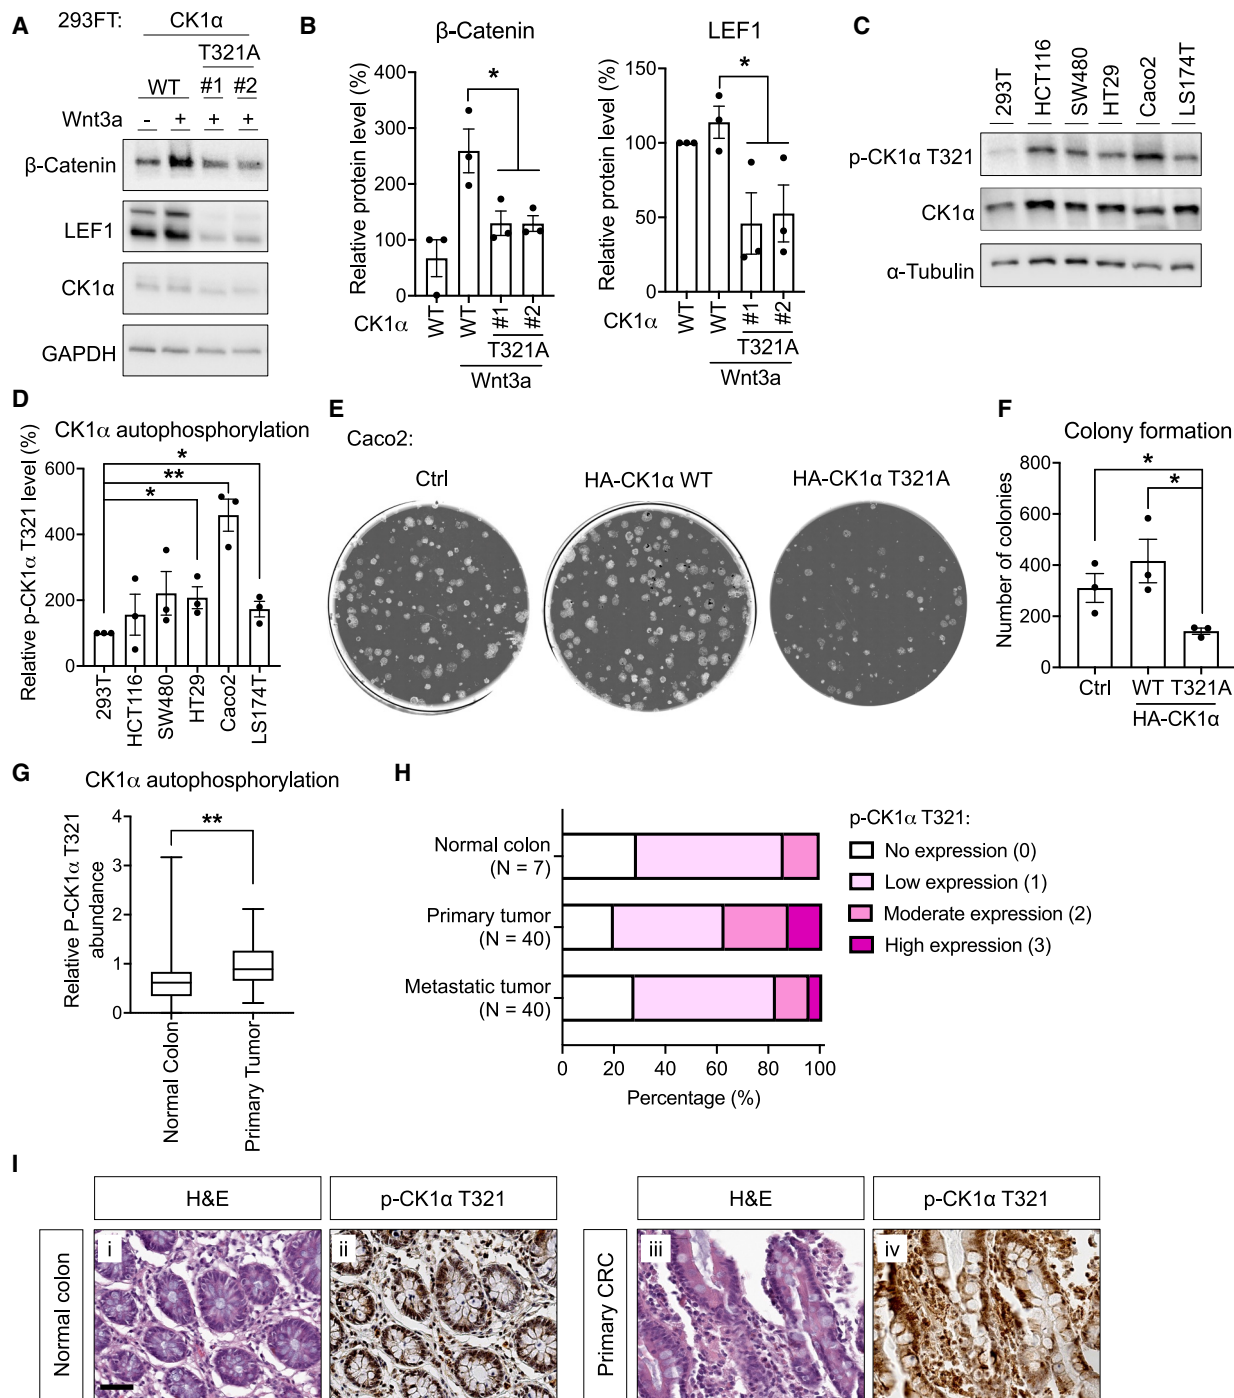 A
293FT:
CK1α
T321A
WT
#1
#2
Wnt3a
- + + +
β-Catenin
LEF1
CK1α
GAPDH
B
β-Catenin
Relative protein level (%)
400
300
200
100
0
*
CK1α
WT
WT
#1
#2
T321A
Wnt3a
LEF1
Relative protein level (%)
150
100
50
0
*
CK1α
WT
WT
#1
#2
T321A
Wnt3a
C
293T
HCT116
SW480
HT29
Caco2
LS174T
p-CK1α T321
CK1α
α-Tubulin
D
CK1α autophosphorylation
Relative p-CK1α T321 level (%)
600
400
200
0
*
**
*
293T
HCT116
SW480
HT29
Caco2
LS174T
E
Caco2:
Ctrl
HA-CK1α WT
HA-CK1α T321A
F
Colony formation
Number of colonies
800
600
400
200
0
*
*
Ctrl
WT
T321A
HA-CK1α
G
CK1α autophosphorylation
Relative P-CK1α T321
abundance
4
3
2
1
0
**
Normal Colon
Primary Tumor
H
Normal colon
(N = 7)
Primary tumor
(N = 40)
Metastatic tumor
(N = 40)
0 20 40 60 80 100
Percentage (%)
p-CK1α T321:
No expression (0)
Low expression (1)
Moderate expression (2)
High expression (3)
I
H&E
p-CK1α T321
H&E
p-CK1α T321
Normal colon
i
ii
Primary CRC
iii
iv